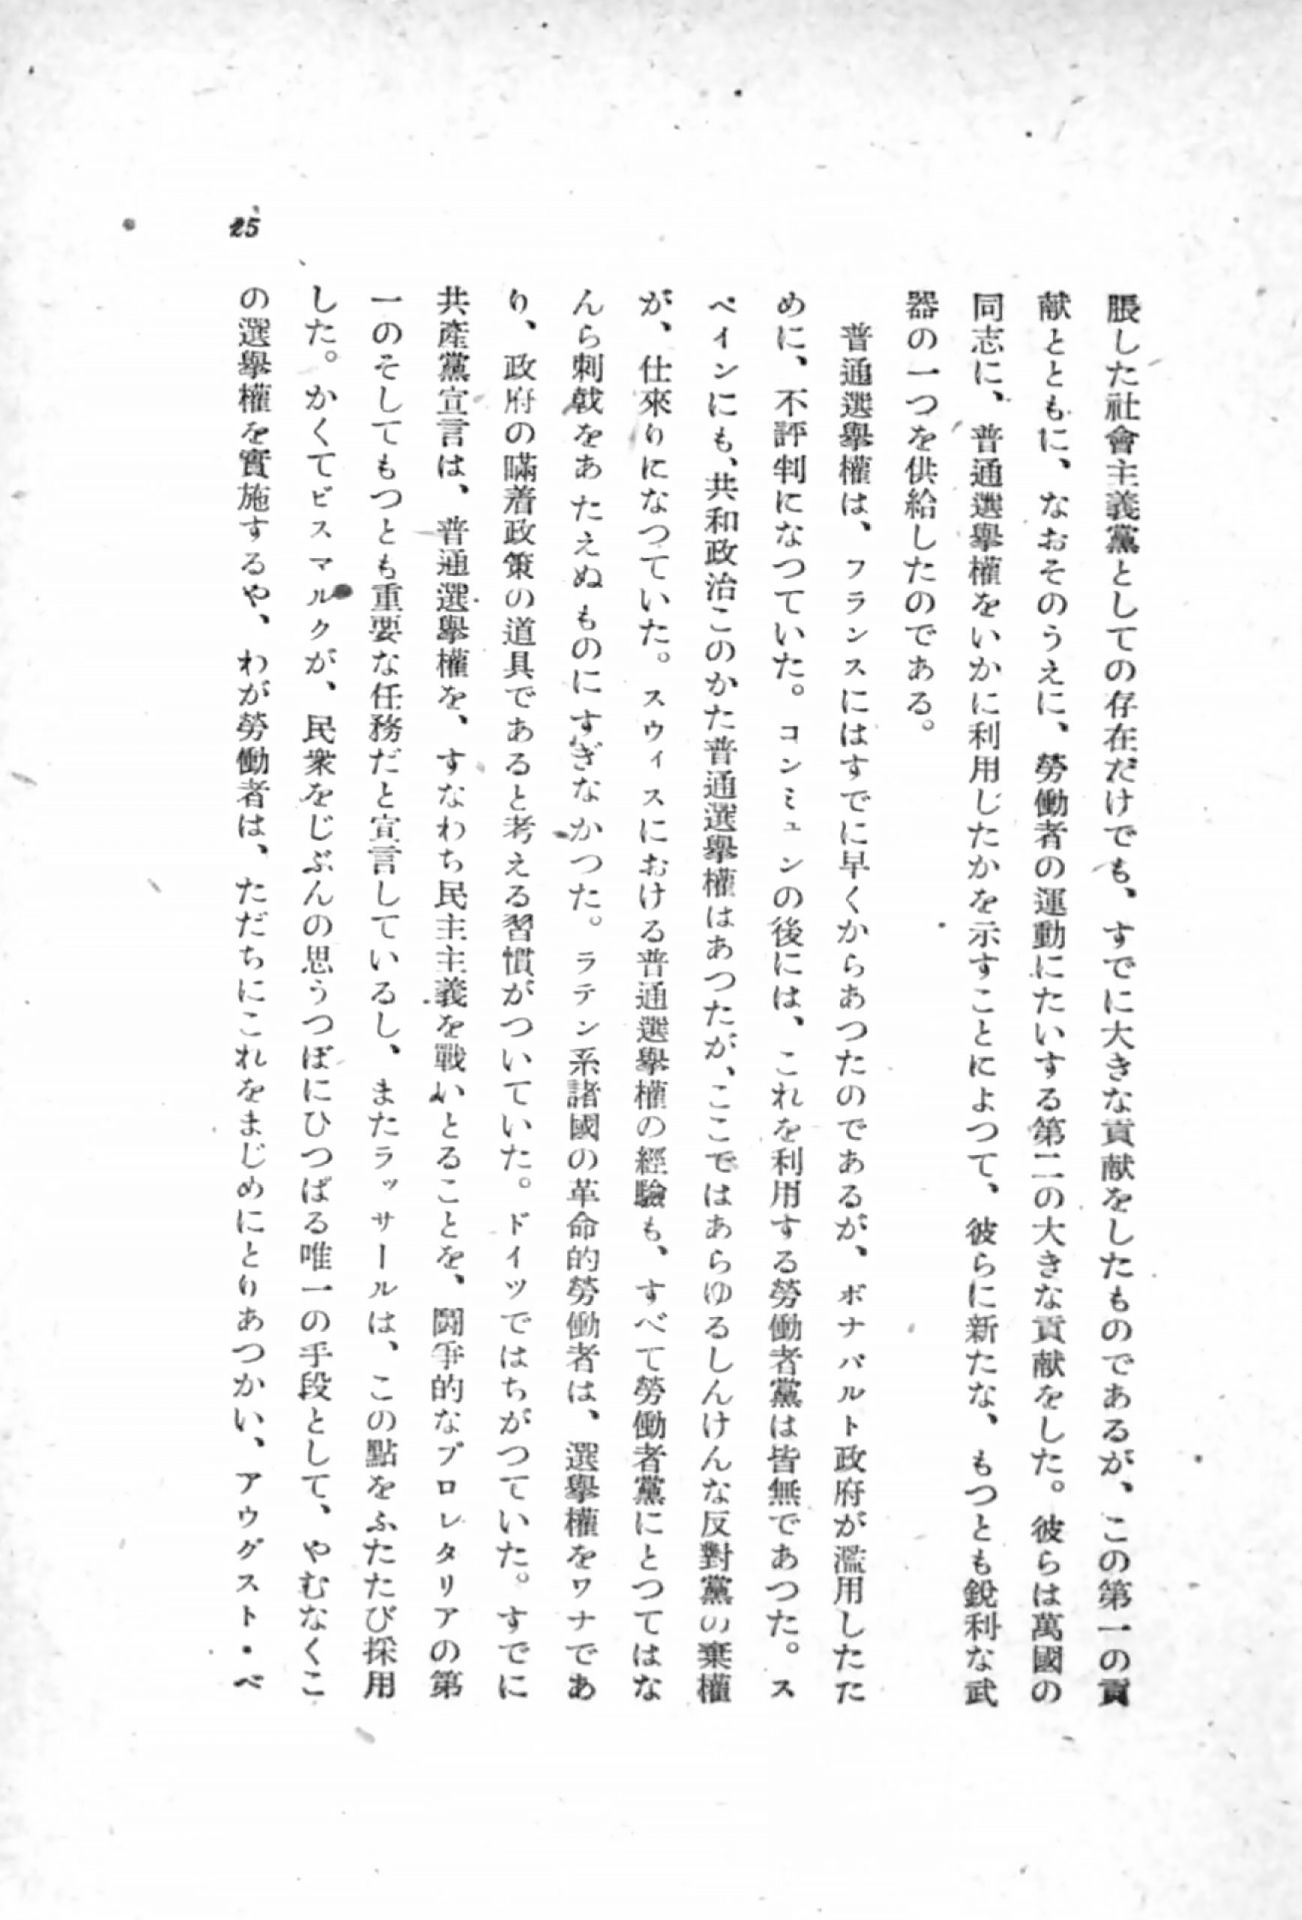 脹した社會主義黨としての存在だけでも、すでに大きな貢献をしたものであるが、この第一の貢
献とともに、なおそのうえに、勞働者の運動にたいする第二の大きな貢献をした。彼らは萬國の
同志に、普通選擧權をいかに利用したかを示すことによつて、彼らに新たな、もつとも銳利な武
器の一つを供給したのである。
普通選擧權は、フランスにはすでに早くからあつたのであるが、ボナパルト政府が濫用したた
めに、不評判になつていた。コンミュンの後には、これを利用する勞働者黨は皆無であつた。ス
ペインにも、共和政治このかた普通選擧權はあつたが、ここではあらゆるしんけんな反對黨の棄權
が、仕來りになつていた。スウィスにおける普通選擧權の經驗も、すべて勞働者黨にとつてはな
んら刺戟をあたえぬものにすぎなかつた。ラテン系諸國の革命的勞働者は、選擧權をワナであ
り、政府の瞞着政策の道具であると考える習慣がついていた。ドイツではちがつていた。すでに
共產黨宣言は、普通選擧權を、すなわち民主主義を戰いとることを、鬪爭的なプロレタリアの第
一のそしてもつとも重要な任務だと宣言しているし、またラッサールは、この點をふたたび採用
した。かくてビスマルクが、民衆をじぶんの思うつぼにひつぱる唯一の手段として、やむなくこ
の選擧權を實施するや、わが勞働者は、ただちにこれをまじめにとりあつかい、アウグスト・ベ
25